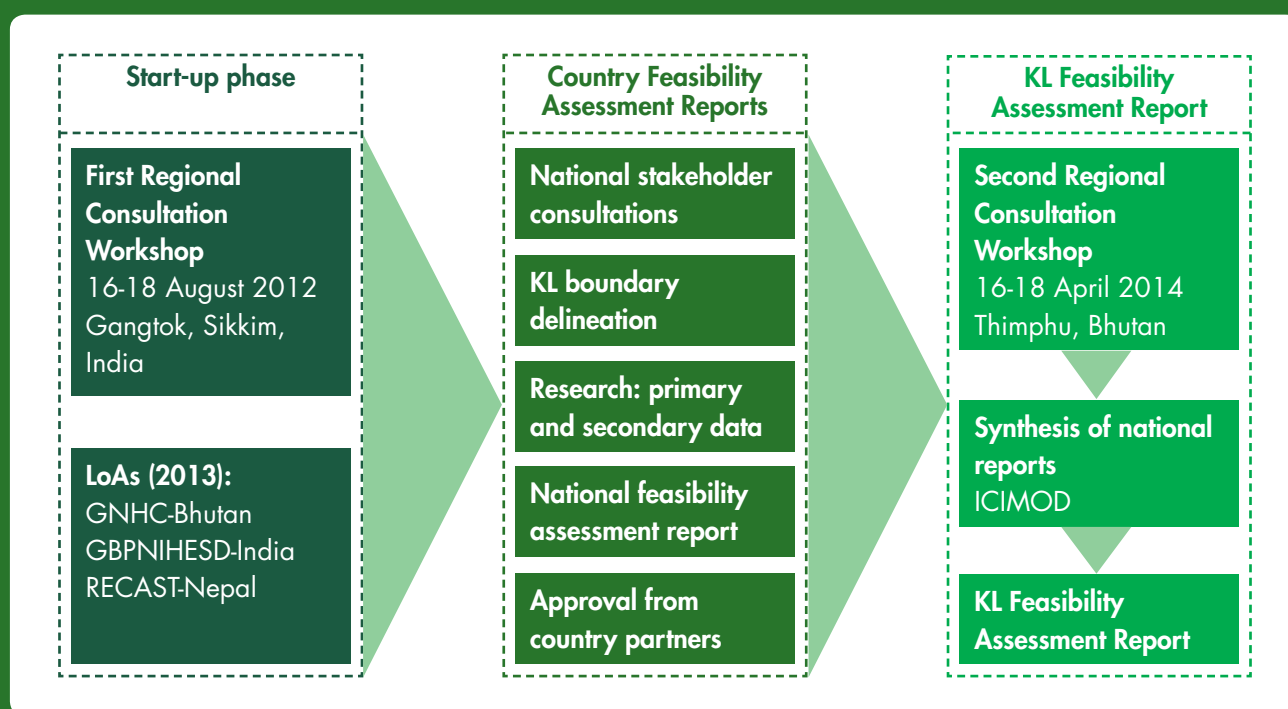 Start-up phase
First Regional
Consultation
Workshop
16-18 August 2012
Gangtok, Sikkim,
India
LoAs (2013):
GNHC-Bhutan
GBPNIHESD-India
RECAST-Nepal
Country Feasibility
Assessment Reports
National stakeholder
consultations
KL boundary
delineation
Research: primary
and secondary data
National feasibility
assessment report
Approval from
country partners
KL Feasibility
Assessment Report
Second Regional
Consultation
Workshop
16-18 April 2014
Thimphu, Bhutan
Synthesis of national
reports
ICIMOD
KL Feasibility
Assessment Report